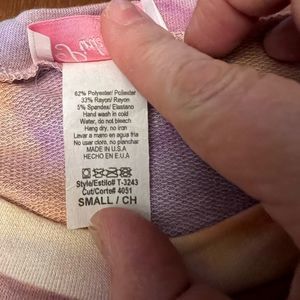 62% Polyester/ Poliester
33% Rayon/ Rayon
5% Spandex/ Elastano
Hand wash in cold
Water, do not bleach
Hang dry, no iron
Lavar a mano en agua fria
No usar cloro, no planchar
MADE IN U.S.A
HECHO EN E.U.A
Style/Estilo# T-3243
Cut/Corte# 4051
SMALL / CH